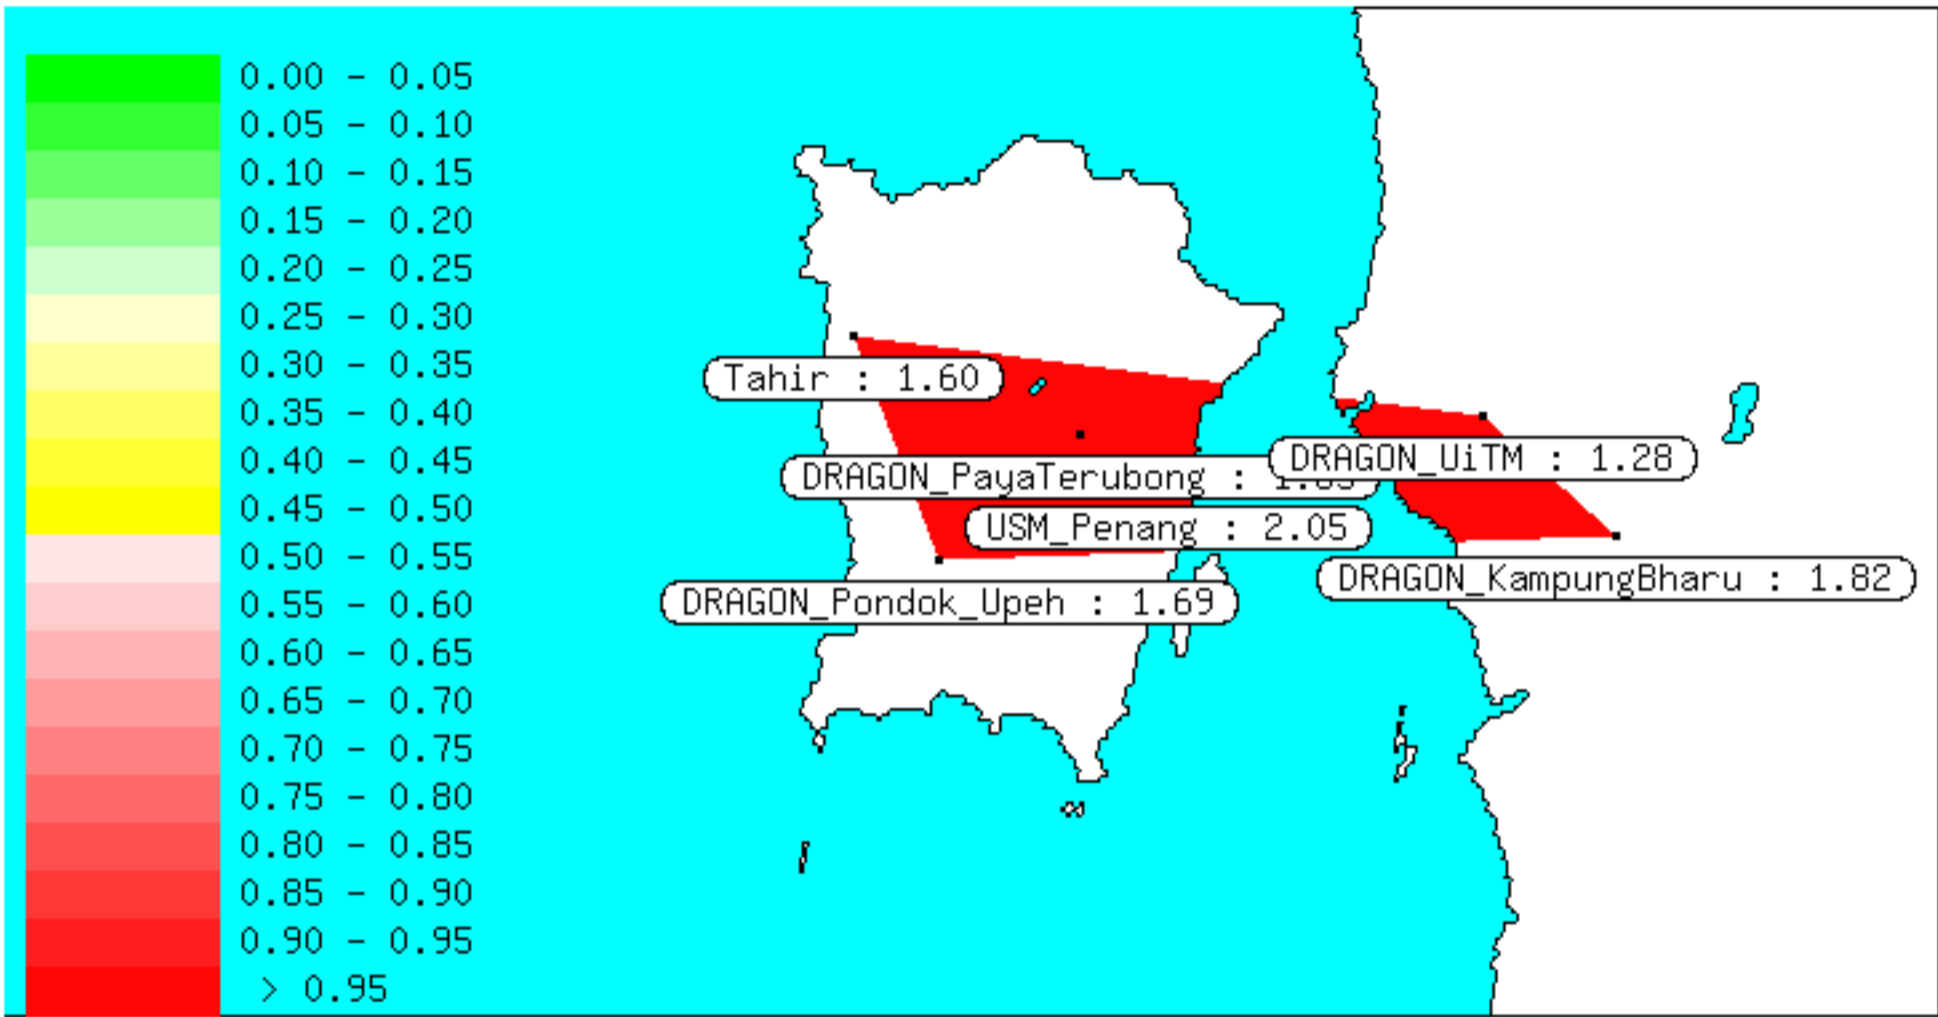 0.00 - 0.05
0.05 - 0.10
0.10 - 0.15
0.15 - 0.20
0.20 - 0.25
0.25 - 0.30
0.30 - 0.35
0.35 - 0.40
0.40 - 0.45
0.45 - 0.50
0.50 - 0.55
0.55 - 0.60
0.60 - 0.65
0.65 - 0.70
0.70 - 0.75
0.75 - 0.80
0.80 - 0.85
0.85 - 0.90
0.90 - 0.95
> 0.95
Tahir : 1.60
DRAGON_UiTM : 1.28
DRAGON_PayaTerubong :
USM_Penang : 2.05
DRAGON_KampungBharu : 1.82
DRAGON_Pondok_Upeh : 1.69